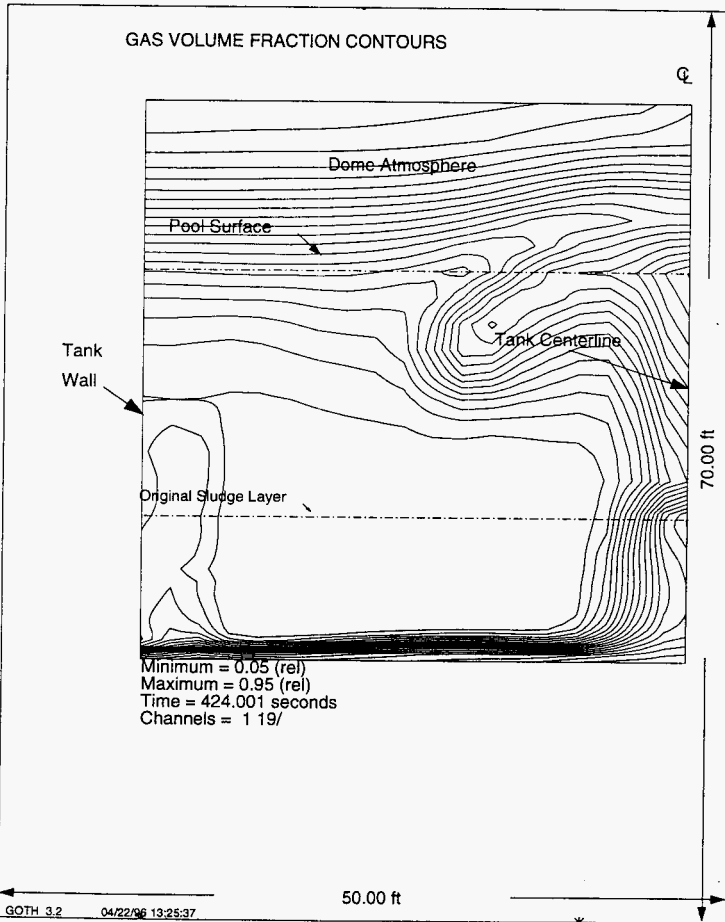 GAS VOLUME FRACTION CONTOURS
℄
Dome Atmosphere
Pool Surface
Tank Centerline
Tank
Wall
70.00 ft
Original Sludge Layer
Minimum = 0.05 (rel)
Maximum = 0.95 (rel)
Time = 424.001 seconds
Channels = 1 19/
50.00 ft
GOTH 3.2 04/22/96 13:25:37